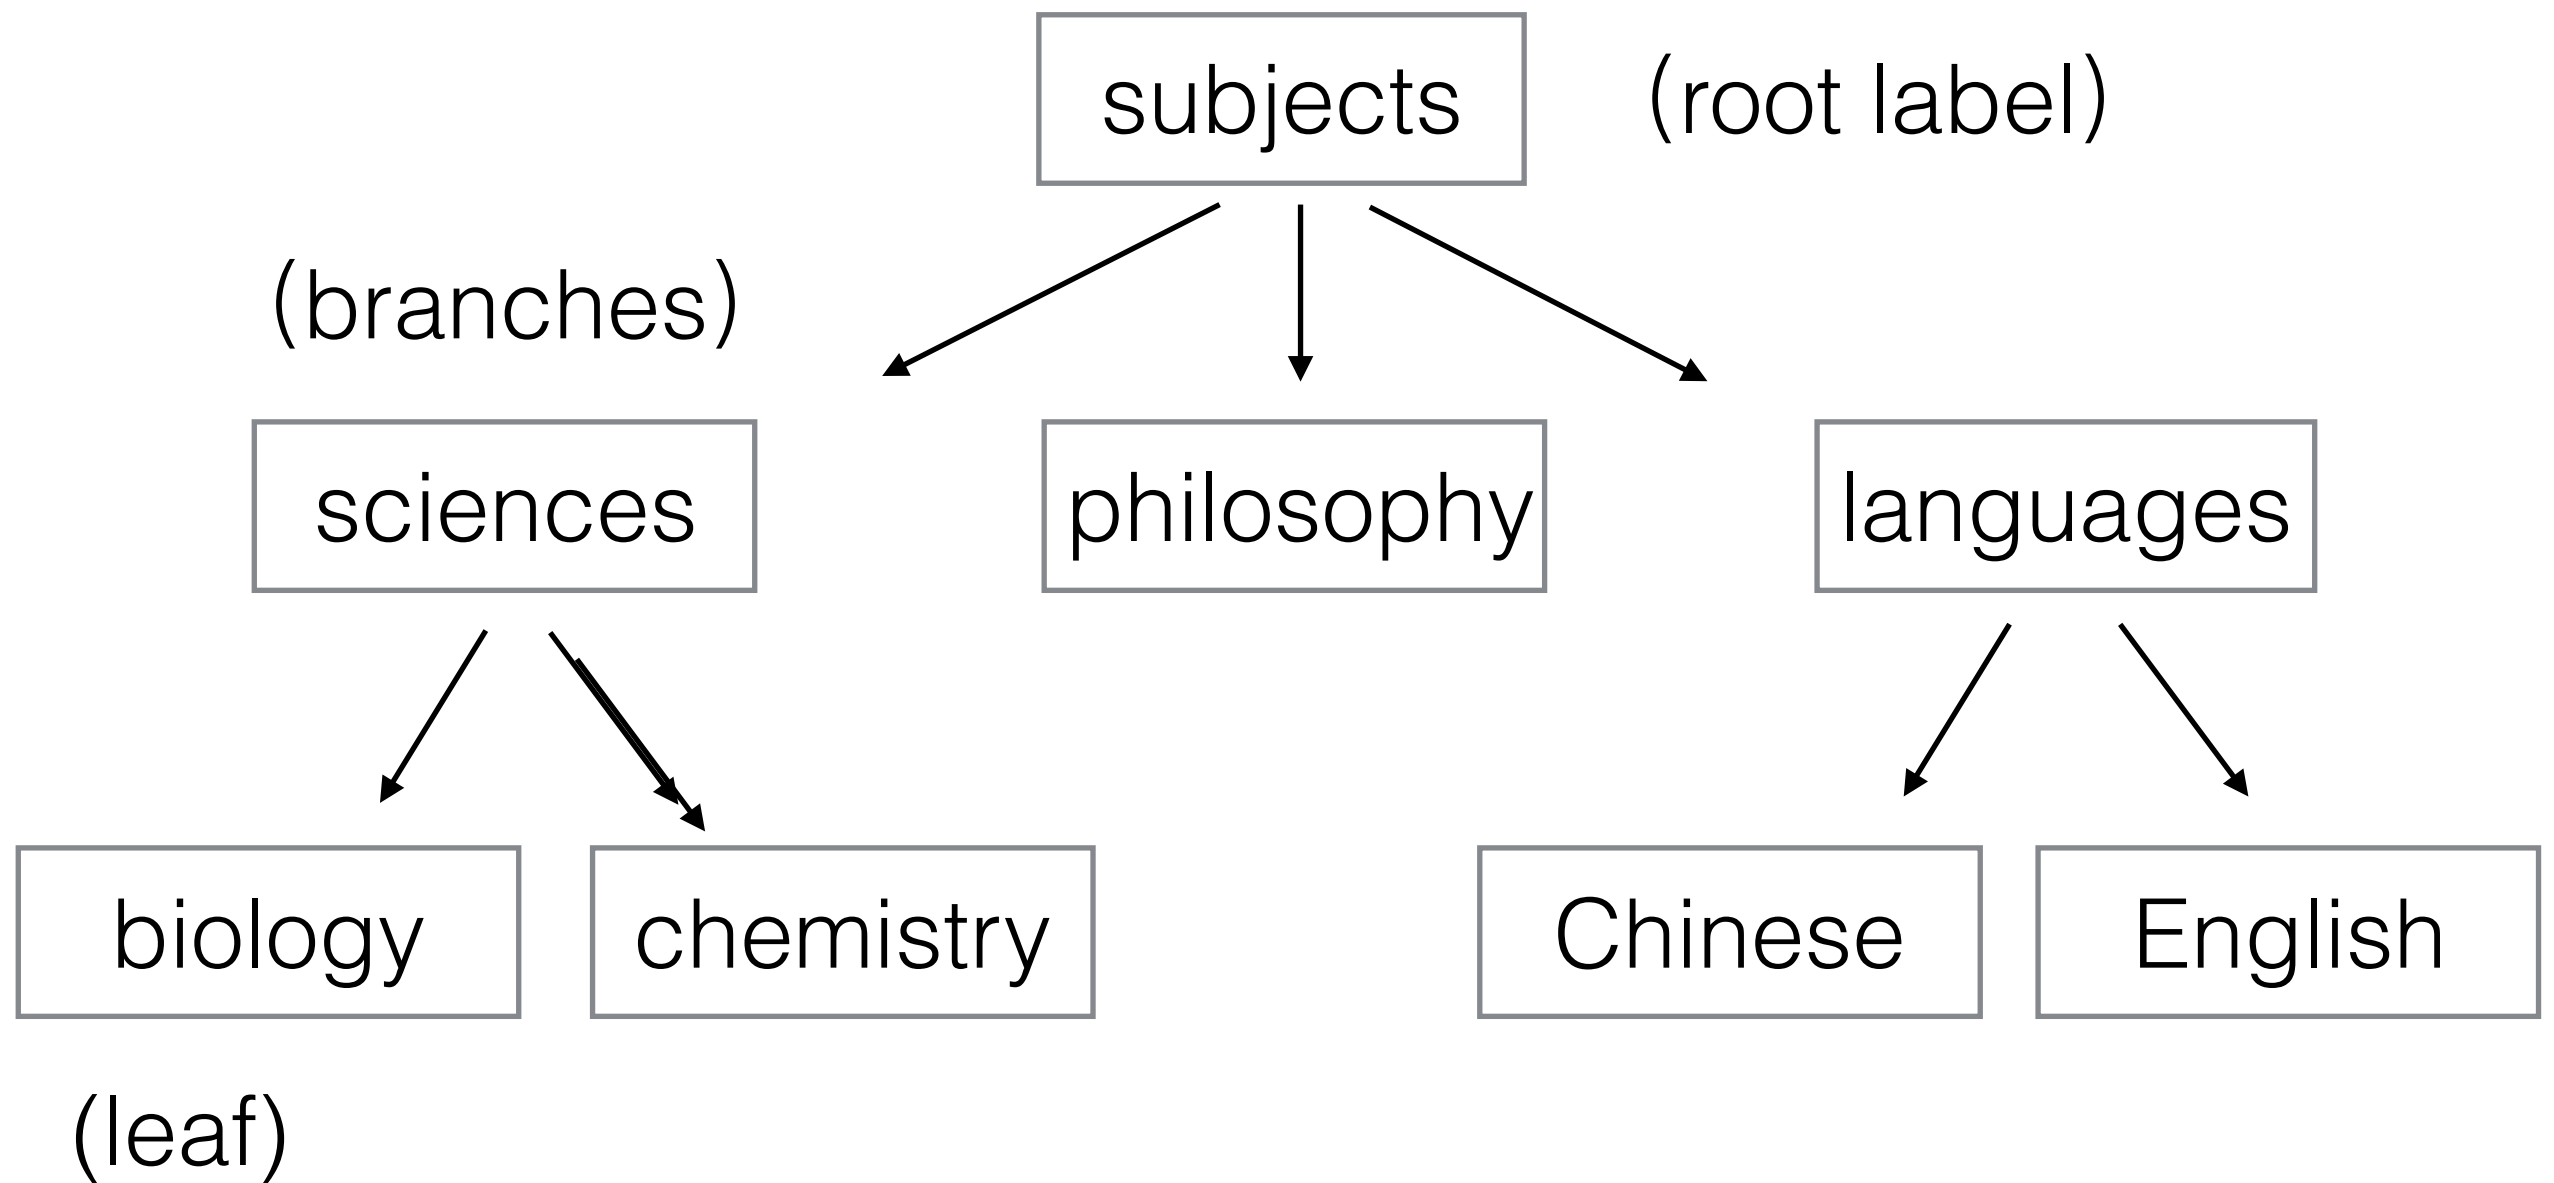 subjects (root label)
(branches)
sciences philosophy languages
biology chemistry Chinese English
(leaf)